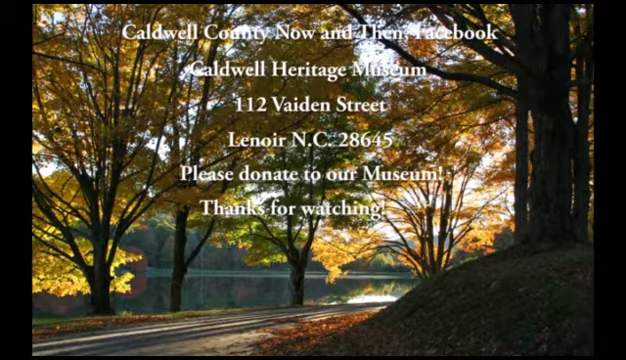 Caldwell County Now and Then, Facebook
Caldwell Heritage Museum
112 Vaiden Street
Lenoir N.C. 28645
Please donate to our Museum!
Thanks for watching!